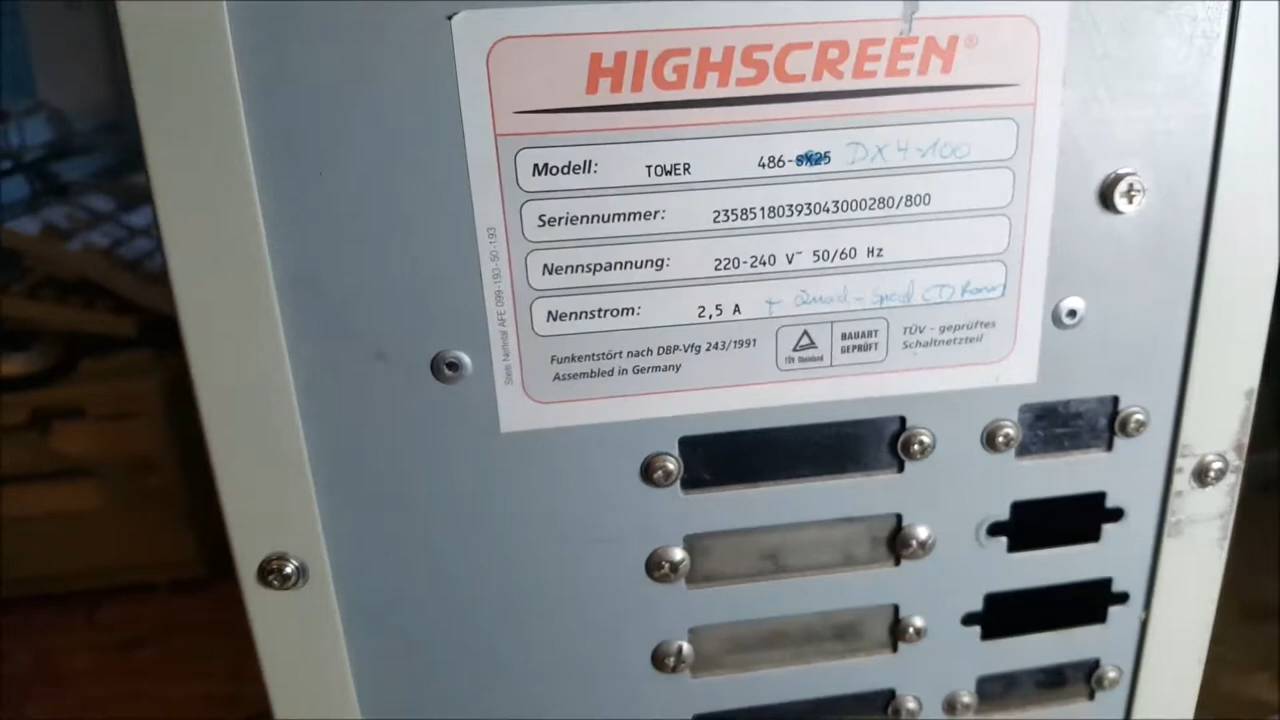 HIGHSCREEN®
Modell: TOWER 486-SX25 DX4-100
Seriennummer: 23585180393043000280/800
Nennspannung: 220-240 V~ 50/60 Hz
Nennstrom: 2,5 A + Quad-Speed CD Rom
Funkentstört nach DBP-Vfg 243/1991
Assembled in Germany
TÜV Rheinland
BAUART
GEPRÜFT
TÜV - geprüftes
Schaltnetzteil
AFE 099-193-50-193